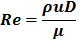 Re = ρuD / μ